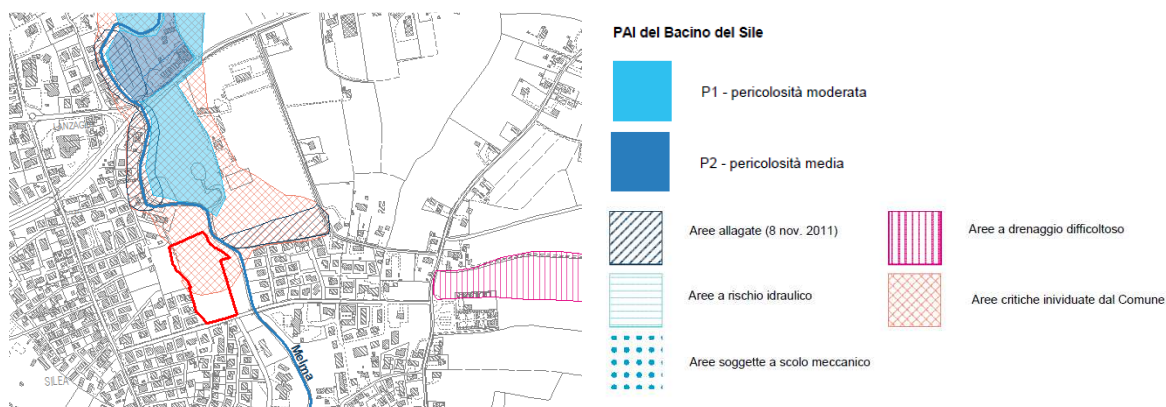 LANZAGO
SILEA
Melma
PAI del Bacino del Sile
P1 - pericolosità moderata
P2 - pericolosità media
Aree allagate (8 nov. 2011)
Aree a drenaggio difficoltoso
Aree a rischio idraulico
Aree critiche inividuate dal Comune
Aree soggette a scolo meccanico